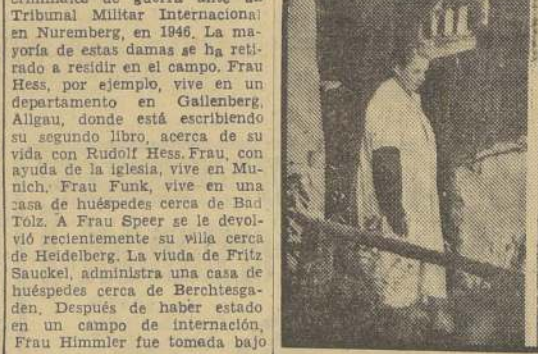 criminales de guerra ante
Tribunal Militar Internacional
en Nuremberg, en 1946. La ma-
yoría de estas damas se ha reti-
rado a residir en el campo. Frau
Hess, por ejemplo, vive en un
departamento en Gailenberg,
Allgau, donde está escribiendo
su segundo libro, acerca de su
vida con Rudolf Hess. Frau, con
ayuda de la iglesia, vive en Mu-
nich. Frau Funk, vive en una
casa de huéspedes cerca de Bad
Tolz. A Frau Speer se le devol-
vió recientemente su villa cerca
de Heidelberg. La viuda de Fritz
Sauckel, administra una casa de
huéspedes cerca de Berchtesga-
den. Después de haber estado
en un campo de internación,
Frau Himmler fue tomada bajo